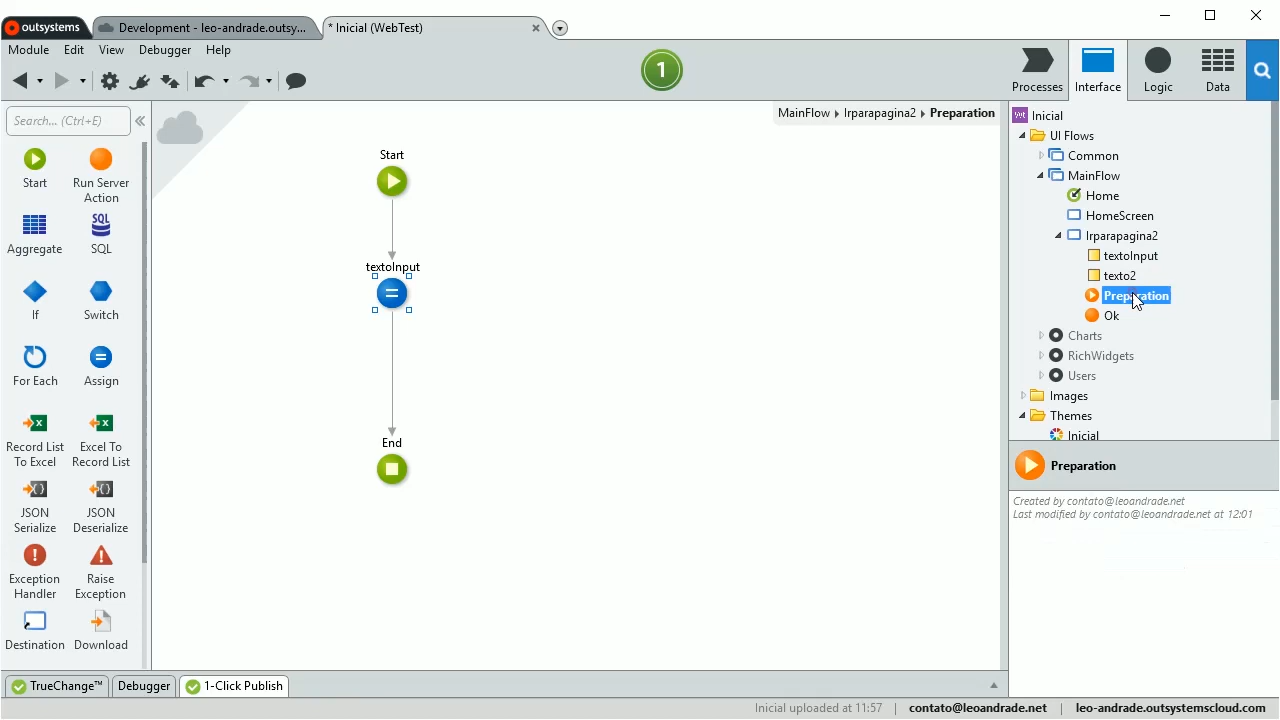 outsystems
Development - leo-andrade.outsy...
* Inicial (WebTest)
Module Edit View Debugger Help
1
Processes Interface Logic Data
Search... (Ctrl+E)
MainFlow Irparapagina2 Preparation
Start
Run Server
Action
Aggregate
SQL
SQL
If
Switch
For Each
Assign
Record List
To Excel
Excel To
Record List
JSON
Serialize
JSON
Deserialize
Exception
Handler
Raise
Exception
Destination
Download
Start
textoInput
End
Inicial
UI Flows
Common
MainFlow
Home
HomeScreen
Irparapagina2
textoInput
texto2
Preparation
Ok
Charts
RichWidgets
Users
Images
Themes
Inicial
Preparation
Created by contato@leoandrade.net
Last modified by contato@leoandrade.net at 12:01
TrueChange™ Debugger 1-Click Publish
Inicial uploaded at 11:57 | contato@leoandrade.net | leo-andrade.outsystemscloud.com